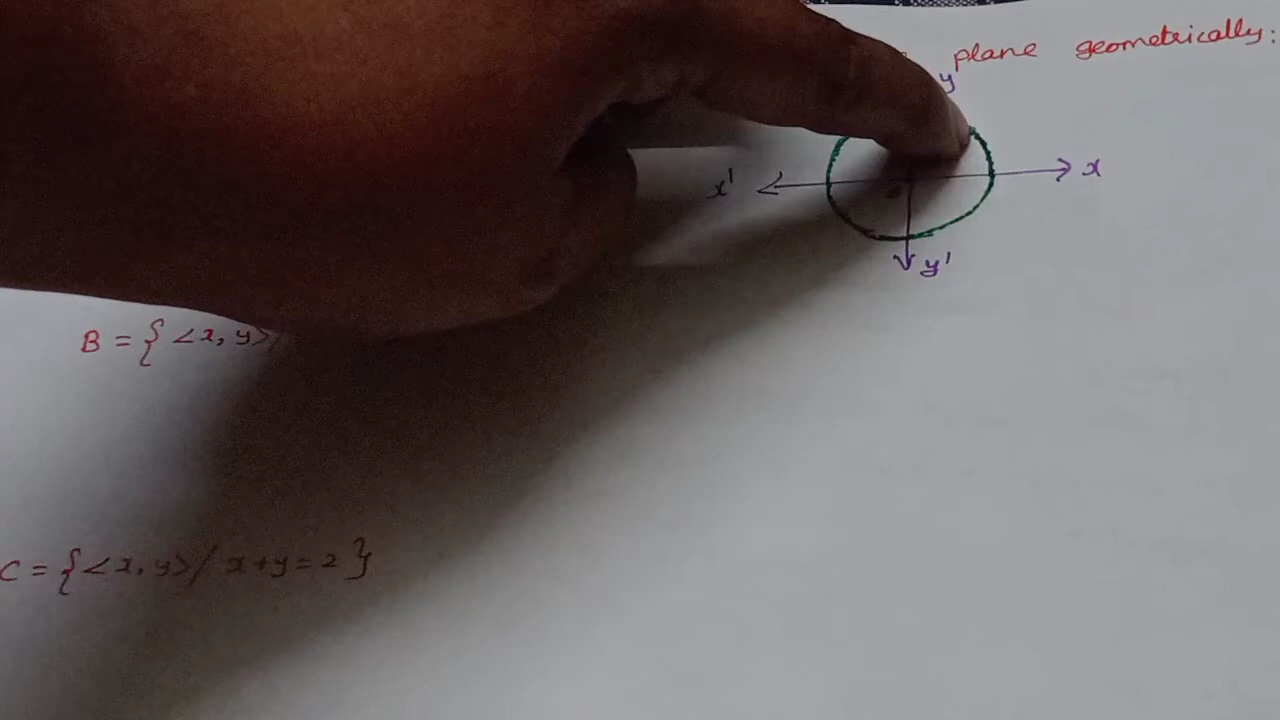 plane geometrically:
y
x' x
y'
B = { <x, y>
C = { <x, y> / x + y = 2 }